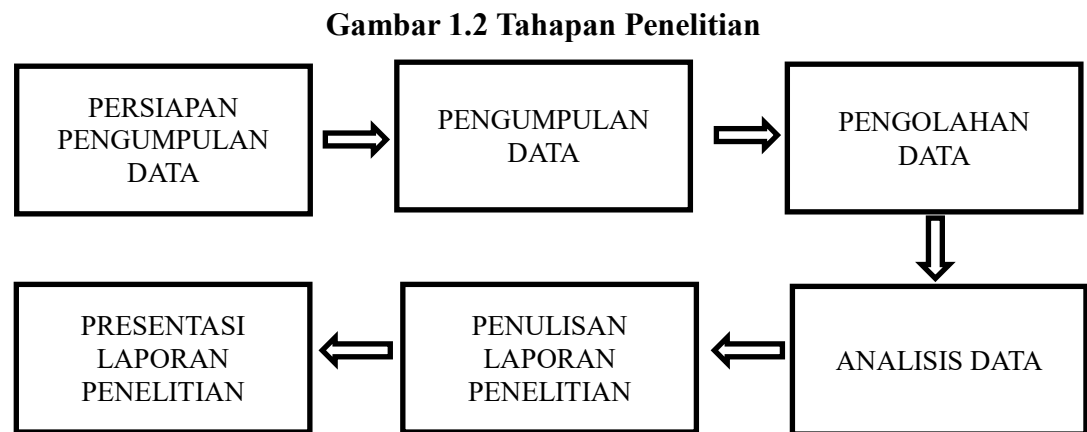 Gambar 1.2 Tahapan Penelitian
PERSIAPAN
PENGUMPULAN
DATA
PENGUMPULAN
DATA
PENGOLAHAN
DATA
ANALISIS DATA
PENULISAN
LAPORAN
PENELITIAN
PRESENTASI
LAPORAN
PENELITIAN